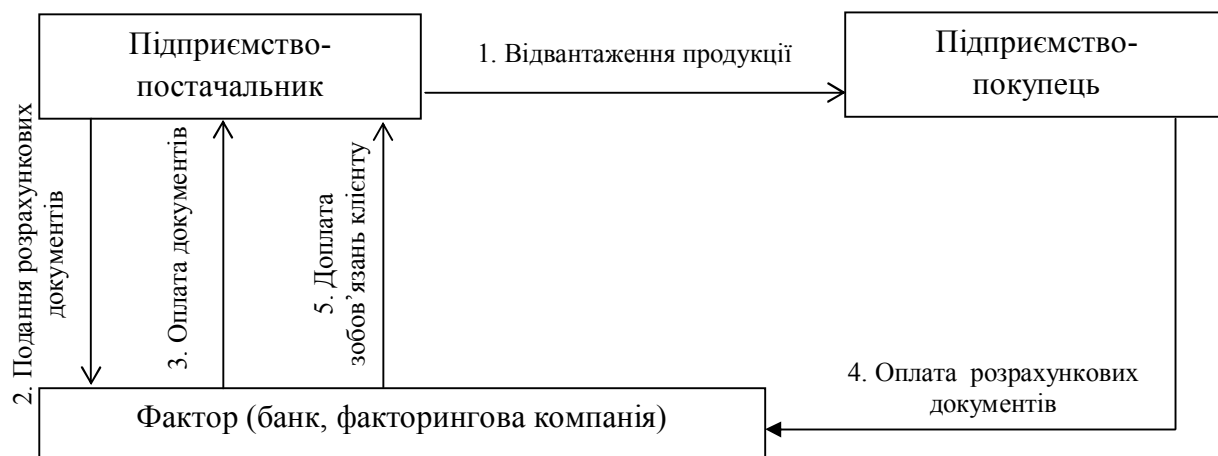 Підприємство-
постачальник
1. Відвантаження продукції
Підприємство-
покупець
2. Подання розрахункових
документів
3. Оплата документів
5. Доплата
зобов’язань клієнту
4. Оплата розрахункових
документів
Фактор (банк, факторингова компанія)